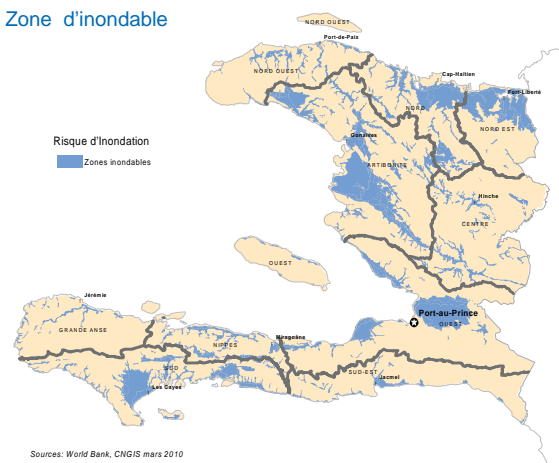 Zone d'inondable
NORD OUEST
Port-de-Paix
NORD OUEST
Cap-Haïtien
Fort-Liberté
NORD
NORD EST
Risque d'Inondation
Zones inondables
Gonaives
ARTIBONITE
Hinche
CENTRE
OUEST
Jérémie
Port-au-Prince
OUEST
GRANDE ANSE
Miragoâne
NIPPES
SUD
SUD-EST
Jacmel
Les Cayes
Sources: World Bank, CNGIS mars 2010